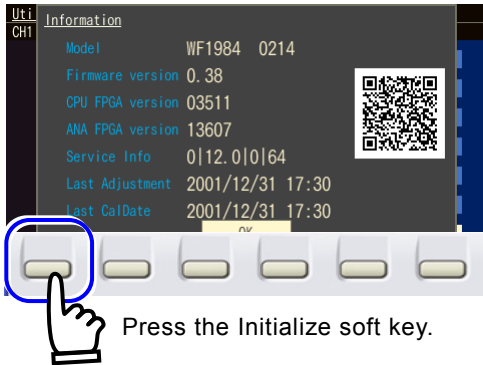 Uti
Information
CH1
Model WF1984 0214
Firmware version 0.38
CPU FPGA version 03511
ANA FPGA version 13607
Service Info 0|12.0|0|64
Last Adjustment 2001/12/31 17:30
Last CalDate 2001/12/31 17:30
OK
Press the Initialize soft key.